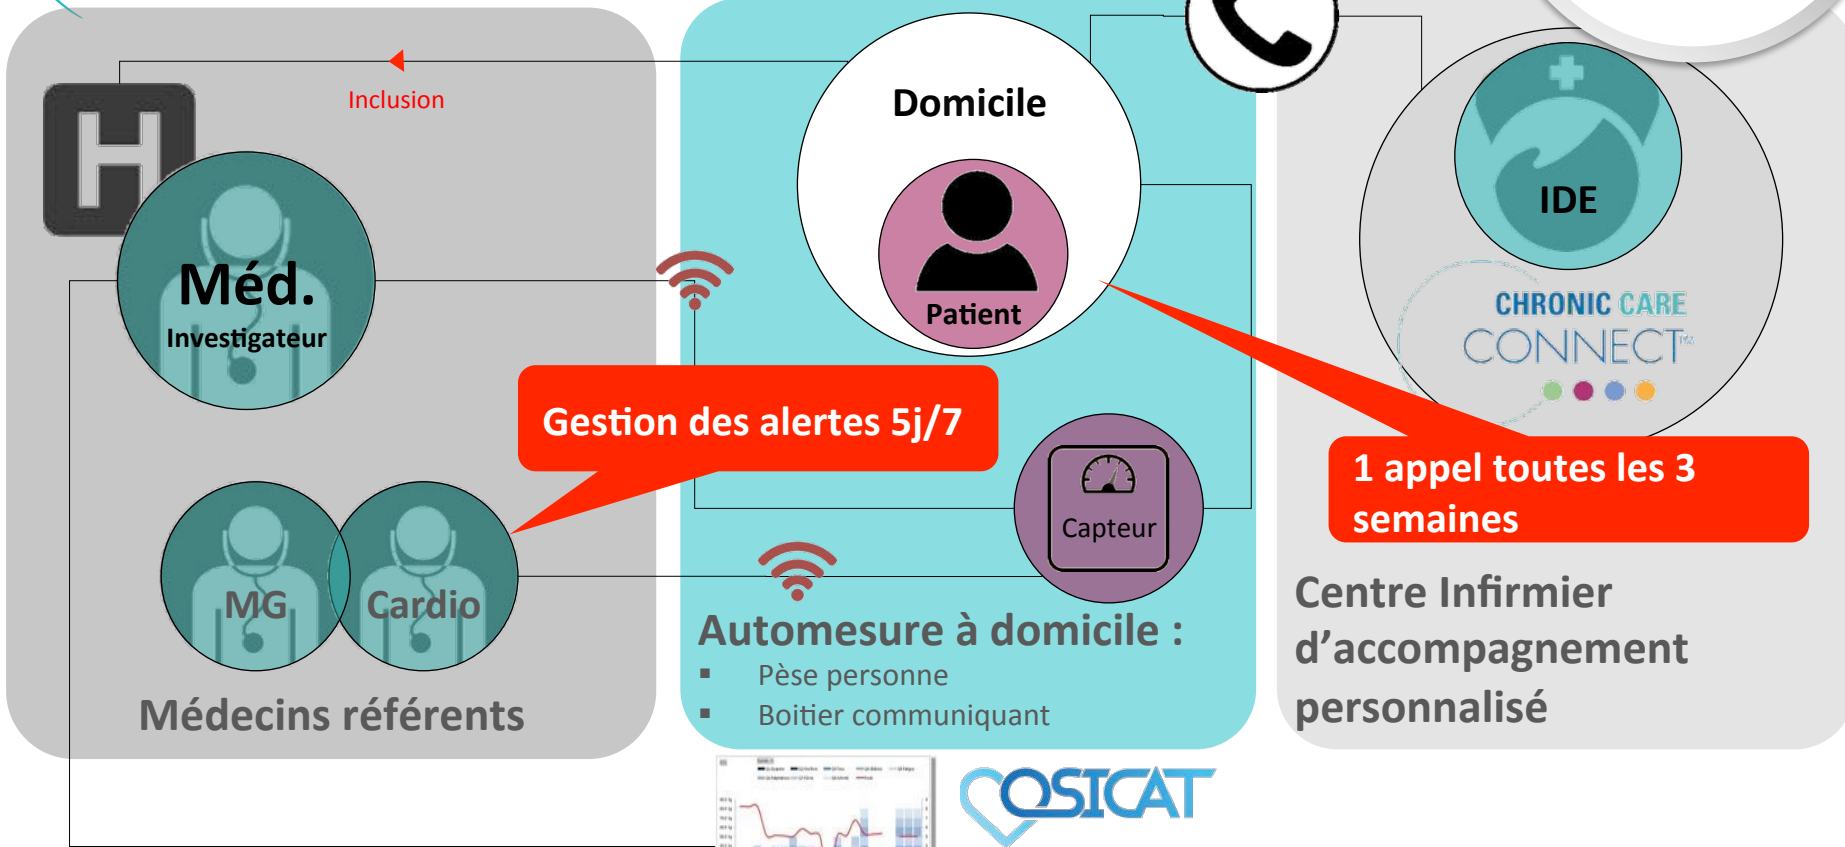 Inclusion
H
Domicile
IDE
Méd.
Investigateur
Patient
CHRONIC CARE
CONNECT
Gestion des alertes 5j/7
1 appel toutes les 3
semaines
Capteur
MG
Cardio
Médecins référents
Automesure à domicile :
▪ Pèse personne
▪ Boitier communiquant
Centre Infirmier
d’accompagnement
personnalisé
OSICAT